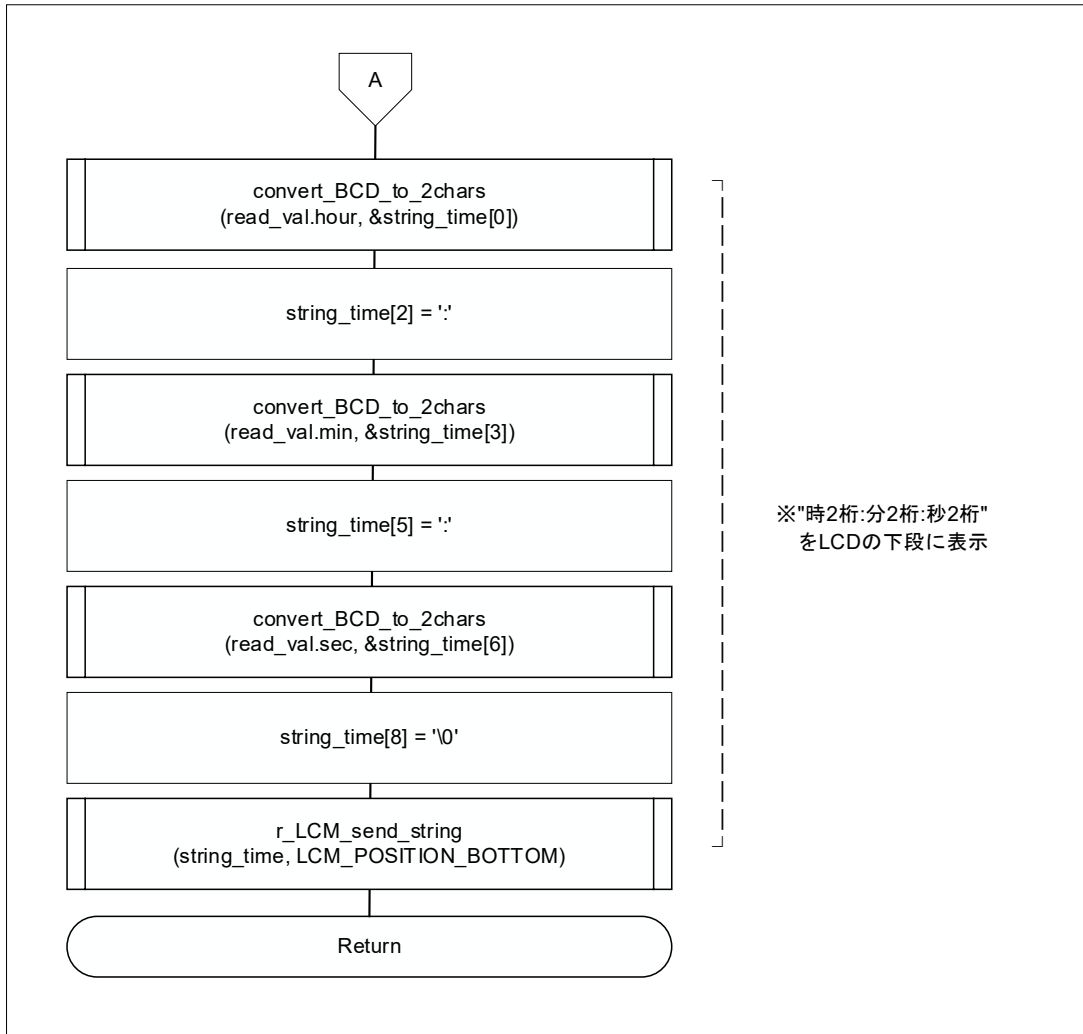 A
convert_BCD_to_2chars
(read_val.hour, &string_time[0])
string_time[2] = ':'
convert_BCD_to_2chars
(read_val.min, &string_time[3])
string_time[5] = ':'
※"時2桁:分2桁:秒2桁"
をLCDの下段に表示
convert_BCD_to_2chars
(read_val.sec, &string_time[6])
string_time[8] = '\0'
r_LCM_send_string
(string_time, LCM_POSITION_BOTTOM)
Return